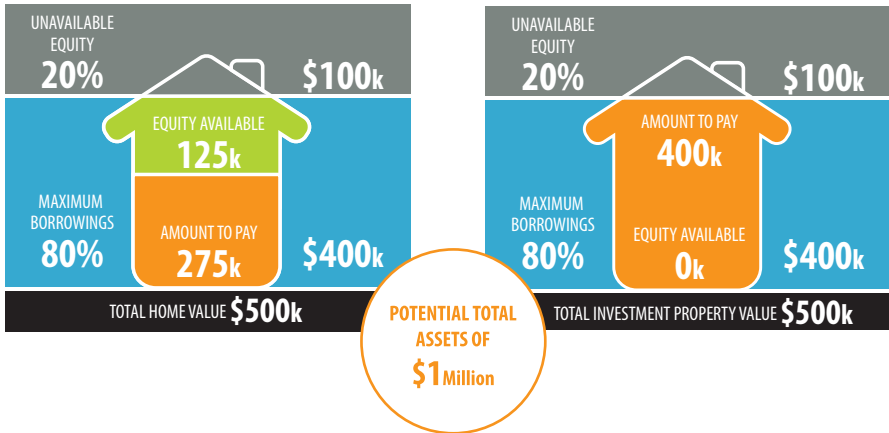 UNAVAILABLE
EQUITY
20%
$100k
EQUITY AVAILABLE
125k
MAXIMUM
BORROWINGS
80%
AMOUNT TO PAY
275k
$400k
TOTAL HOME VALUE $500k
UNAVAILABLE
EQUITY
20%
$100k
AMOUNT TO PAY
400k
MAXIMUM
BORROWINGS
80%
EQUITY AVAILABLE
0k
$400k
TOTAL INVESTMENT PROPERTY VALUE $500k
POTENTIAL TOTAL
ASSETS OF
$1 Million